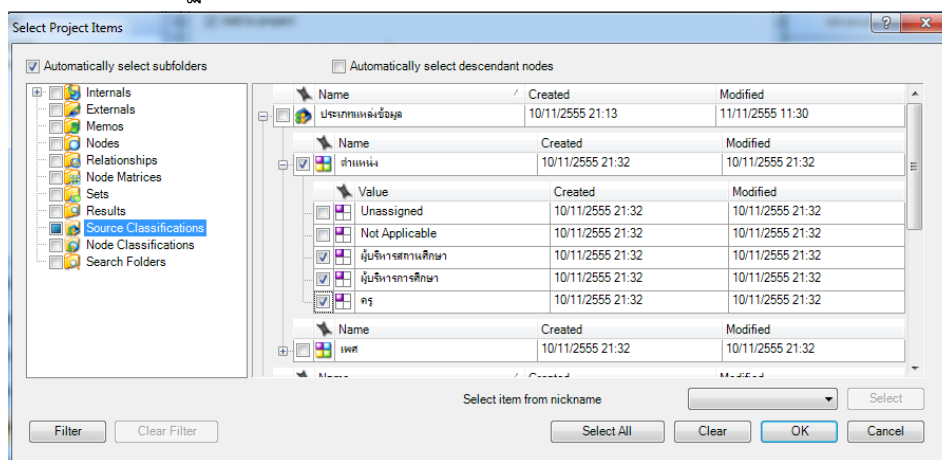 Select Project Items
Automatically select subfolders
Automatically select descendant nodes
Internals
Externals
Memos
Nodes
Relationships
Node Matrices
Sets
Results
Source Classifications
Node Classifications
Search Folders
Name / Created Modified
ประเภทแหล่งข้อมูล 10/11/2555 21:13 11/11/2555 11:30
Name Created Modified
ตำแหน่ง 10/11/2555 21:32 10/11/2555 21:32
Value Created Modified
Unassigned 10/11/2555 21:32 10/11/2555 21:32
Not Applicable 10/11/2555 21:32 10/11/2555 21:32
ผู้บริหารสถานศึกษา 10/11/2555 21:32 10/11/2555 21:32
ผู้บริหารการศึกษา 10/11/2555 21:32 10/11/2555 21:32
ครู 10/11/2555 21:32 10/11/2555 21:32
Name Created Modified
เพศ 10/11/2555 21:32 10/11/2555 21:32
Select item from nickname Select
Filter Clear Filter Select All Clear OK Cancel